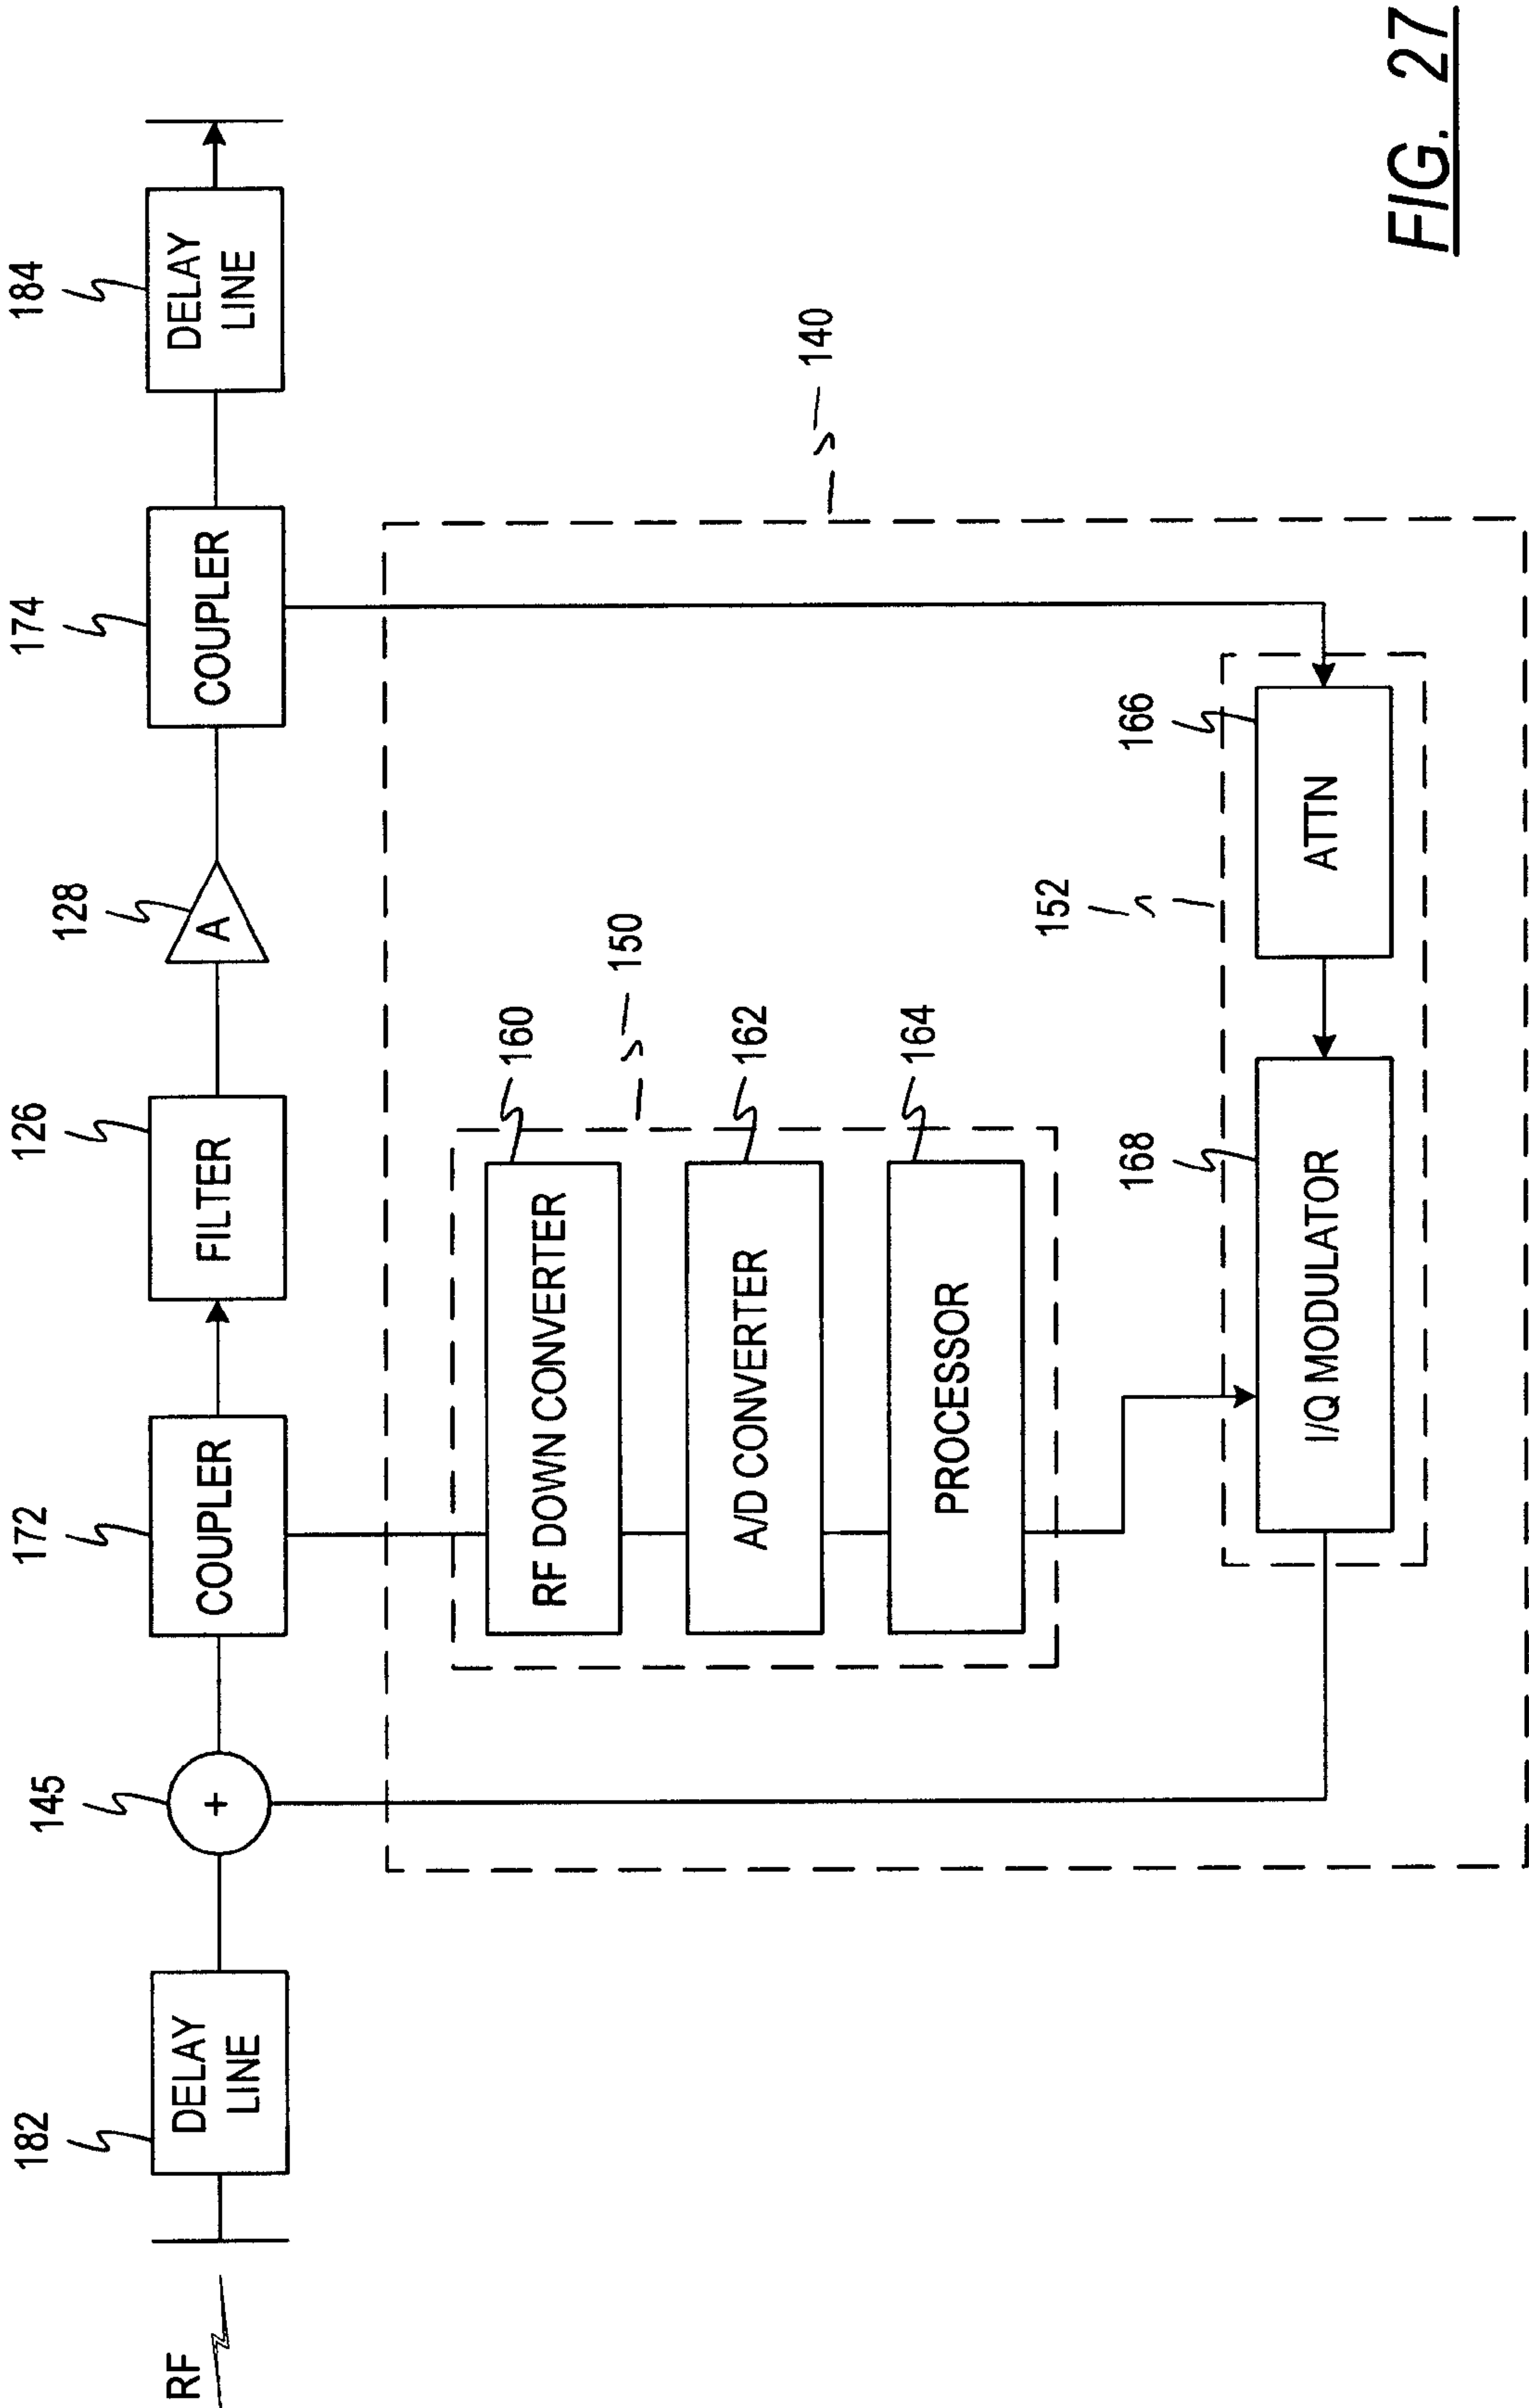 RF
182
DELAY
LINE
145
+
172
COUPLER
126
FILTER
128
A
174
COUPLER
184
DELAY
LINE
140
150
160
RF DOWN CONVERTER
162
A/D CONVERTER
164
PROCESSOR
152
168
I/Q MODULATOR
166
ATTN
FIG. 27